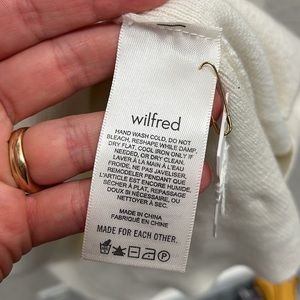 wilfred
HAND WASH COLD, DO NOT
BLEACH, RESHAPE WHILE DAMP,
DRY FLAT, COOL IRON ONLY IF
NEEDED, OR DRY CLEAN.
LAVER À LA MAIN À L'EAU
FROIDE, NE PAS JAVELLISER,
REMODELER PENDANT QUE
L'ARTICLE EST ENCORE HUMIDE,
SÉCHER À PLAT, REPASSAGE
DOUX SI NÉCESSAIRE, OU
NETTOYER À SEC.
MADE IN CHINA
FABRIQUÉ EN CHINE
MADE FOR EACH OTHER.
P